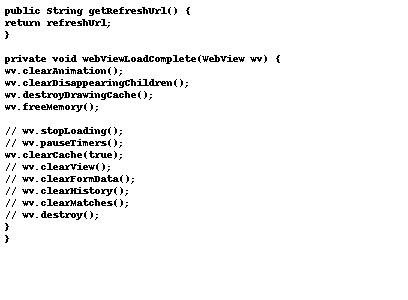 public String getRefreshUrl() {
return refreshUrl;
}

private void webViewLoadComplete(WebView wv) {
wv.clearAnimation();
wv.clearDisappearingChildren();
wv.destroyDrawingCache();
wv.freeMemory();

// wv.stopLoading();
// wv.pauseTimers();
wv.clearCache(true);
// wv.clearView();
// wv.clearFormData();
// wv.clearHistory();
// wv.clearMatches();
// wv.destroy();
}
}